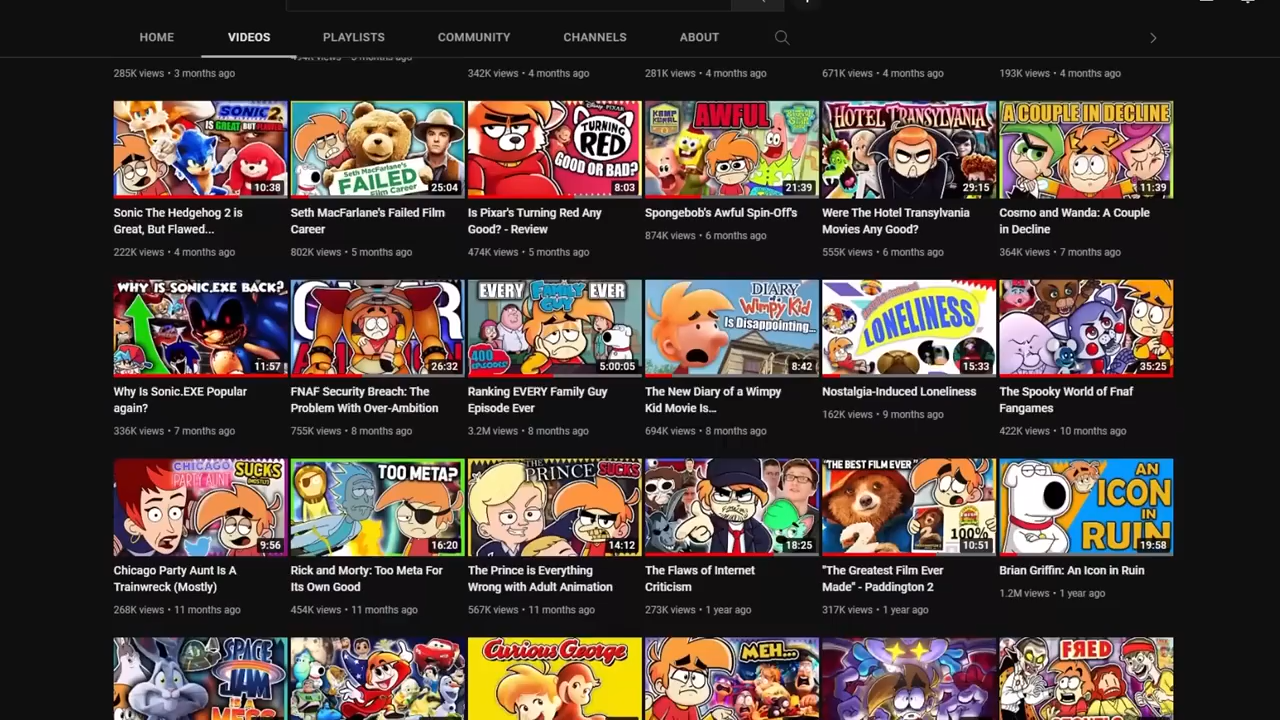 HOME VIDEOS PLAYLISTS COMMUNITY CHANNELS ABOUT
285K views • 3 months ago
342K views • 4 months ago
281K views • 4 months ago
671K views • 4 months ago
193K views • 4 months ago
SONIC 2
IS GREAT BUT FLAWED
10:38
Seth MacFarlane's
FAILED
Film Career
25:04
Disney PIXAR
TURNING
RED
GOOD OR BAD?
8:03
AWFUL
21:39
HOTEL TRANSYLVANIA
29:15
A COUPLE IN DECLINE
11:39
Sonic The Hedgehog 2 is
Great, But Flawed...
222K views • 4 months ago
Seth MacFarlane's Failed Film
Career
802K views • 5 months ago
Is Pixar's Turning Red Any
Good? - Review
474K views • 5 months ago
Spongebob's Awful Spin-Off's
874K views • 6 months ago
Were The Hotel Transylvania
Movies Any Good?
555K views • 6 months ago
Cosmo and Wanda: A Couple
in Decline
364K views • 7 months ago
WHY IS SONIC.EXE BACK?
11:57
26:32
EVERY FAMILY GUY EVER
400
EPISODES
5:00:05
DIARY
Wimpy Kid
Is Disappointing...
8:42
LONELINESS
15:33
35:25
Why Is Sonic.EXE Popular
again?
336K views • 7 months ago
FNAF Security Breach: The
Problem With Over-Ambition
755K views • 8 months ago
Ranking EVERY Family Guy
Episode Ever
3.2M views • 8 months ago
The New Diary of a Wimpy
Kid Movie Is...
694K views • 8 months ago
Nostalgia-Induced Loneliness
162K views • 9 months ago
The Spooky World of Fnaf
Fangames
422K views • 10 months ago
CHICAGO
PARTY AUNT
SUCKS
(MOSTLY)
9:56
TOO META?
16:20
THE PRINCE SUCKS
14:12
18:25
"THE BEST FILM EVER"
2
100%
10:51
AN
ICON
IN
RUIN
19:58
Chicago Party Aunt Is A
Trainwreck (Mostly)
268K views • 11 months ago
Rick and Morty: Too Meta For
Its Own Good
454K views • 11 months ago
The Prince is Everything
Wrong with Adult Animation
567K views • 11 months ago
The Flaws of Internet
Criticism
273K views • 1 year ago
"The Greatest Film Ever
Made" - Paddington 2
317K views • 1 year ago
Brian Griffin: An Icon in Ruin
1.2M views • 1 year ago
SPACE
JAM
IS A
MESS
Curious George
MEH...
FRED